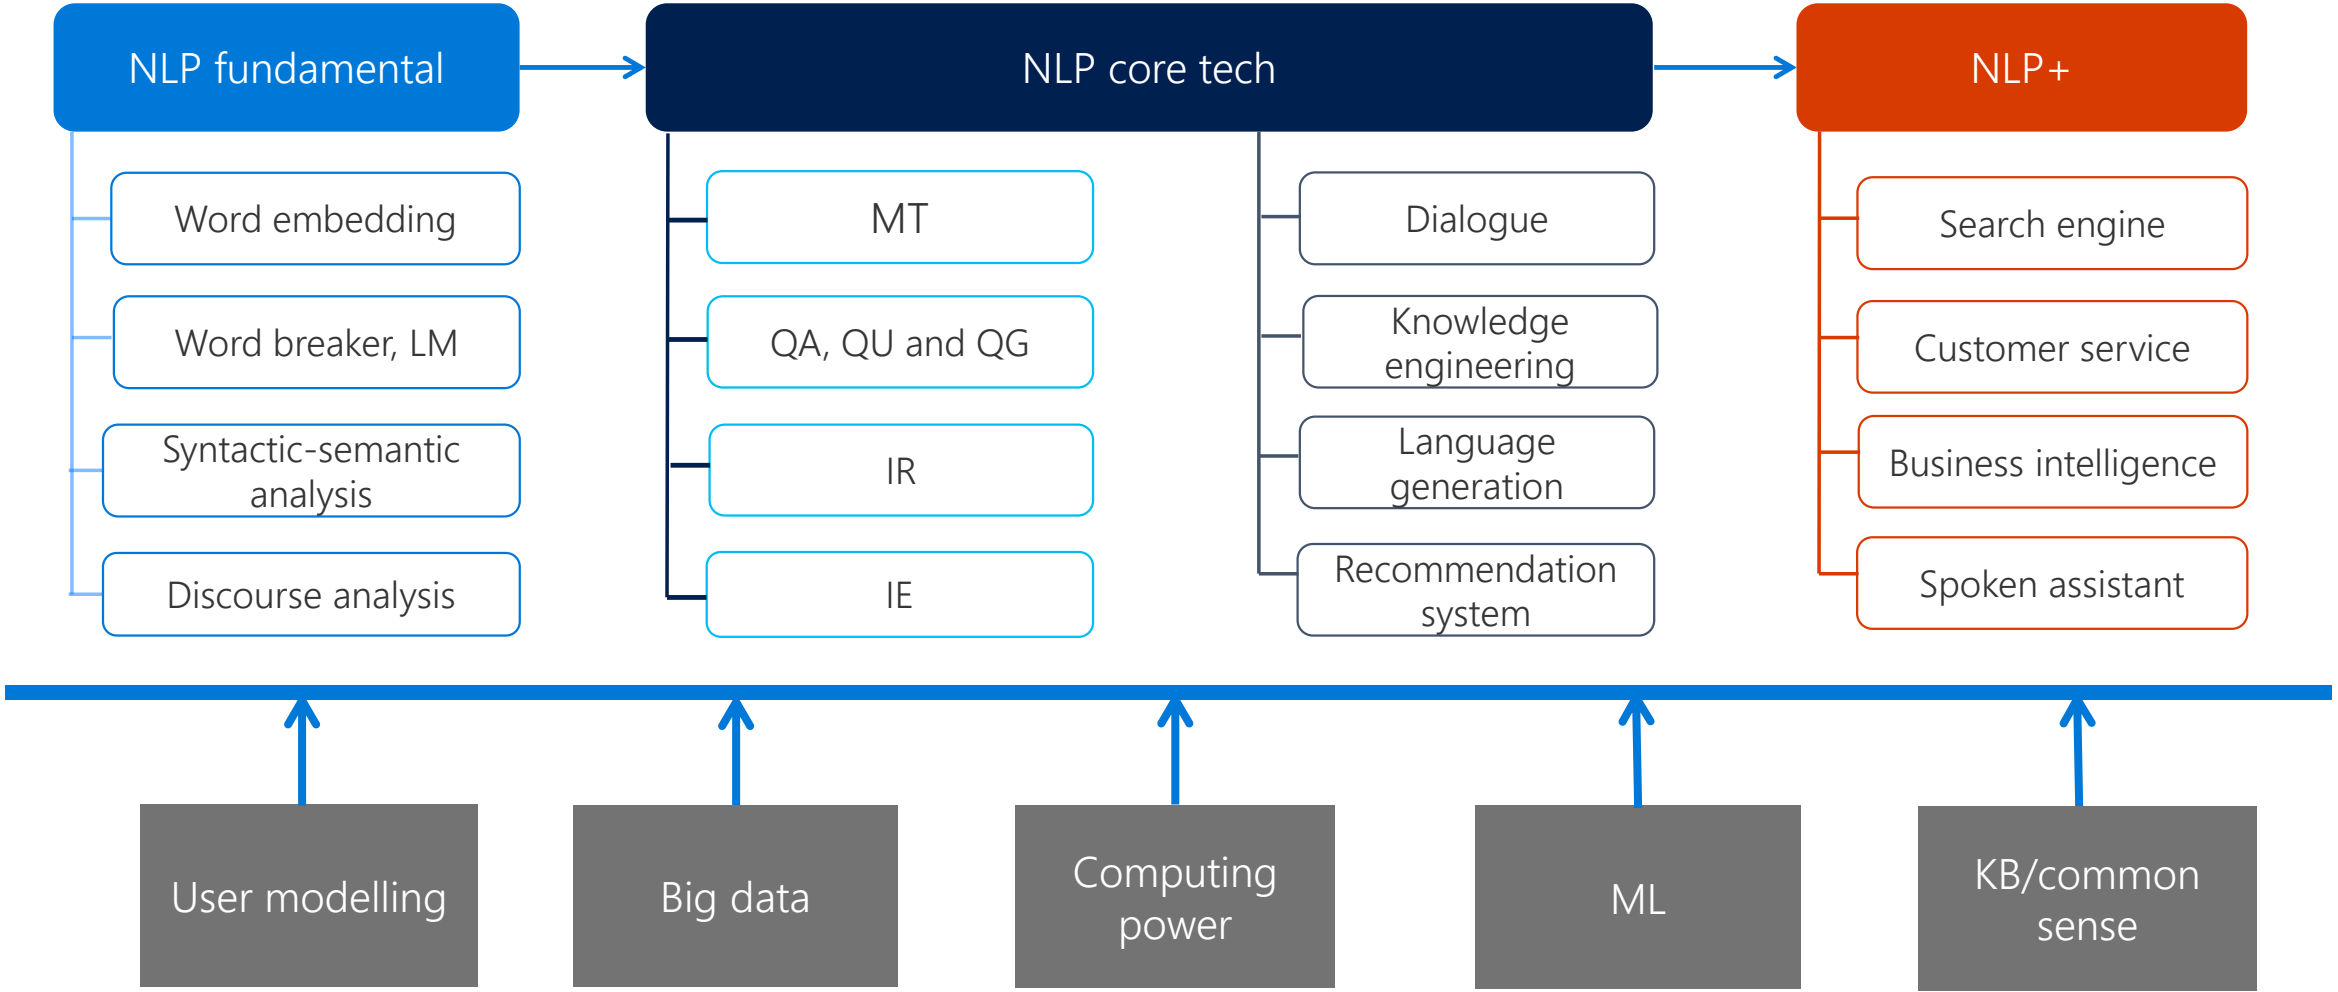 NLP fundamental
NLP core tech
NLP+
Word embedding
Word breaker, LM
Syntactic-semantic
analysis
Discourse analysis
MT
QA, QU and QG
IR
IE
Dialogue
Knowledge
engineering
Language
generation
Recommendation
system
Search engine
Customer service
Business intelligence
Spoken assistant
User modelling
Big data
Computing
power
ML
KB/common
sense